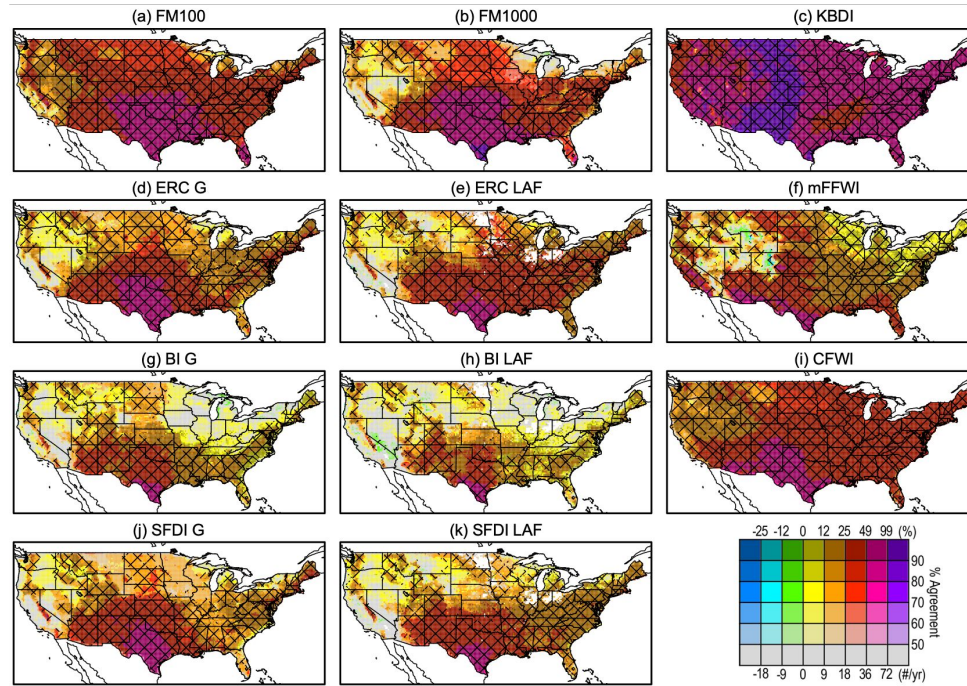 (a) FM100
(b) FM1000
(c) KBDI
(d) ERC G
(e) ERC LAF
(f) mFFWI
(g) BI G
(h) BI LAF
(i) CFWI
(j) SFDI G
(k) SFDI LAF
-25 -12 0 12 25 49 99 (%)
90
80
70
60
50
% Agreement
-18 -9 0 9 18 36 72 (#/yr)